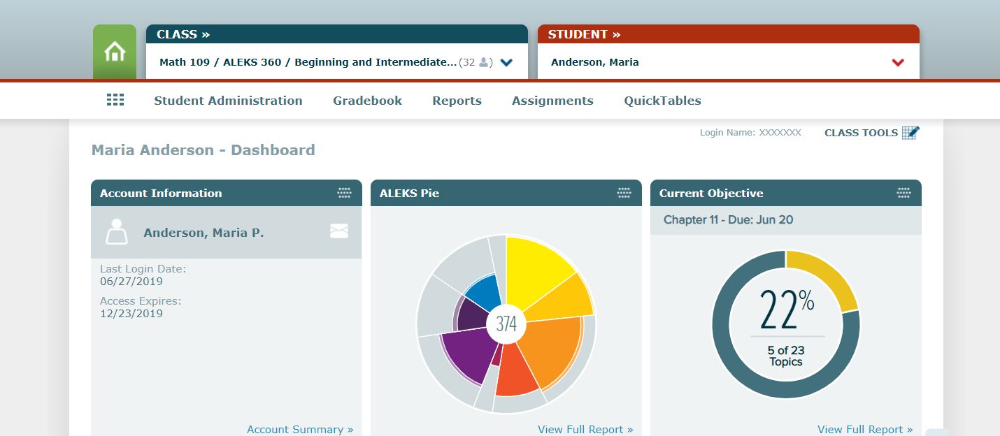 CLASS »
STUDENT »
Math 109 / ALEKS 360 / Beginning and Intermediate... (32 )
Anderson, Maria
Student Administration Gradebook Reports Assignments QuickTables
Login Name: XXXXXXX CLASS TOOLS
Maria Anderson - Dashboard
Account Information
Anderson, Maria P.
Last Login Date:
06/27/2019
Access Expires:
12/23/2019
Account Summary »
ALEKS Pie
374
View Full Report »
Current Objective
Chapter 11 - Due: Jun 20
22%
5 of 23
Topics
View Full Report »